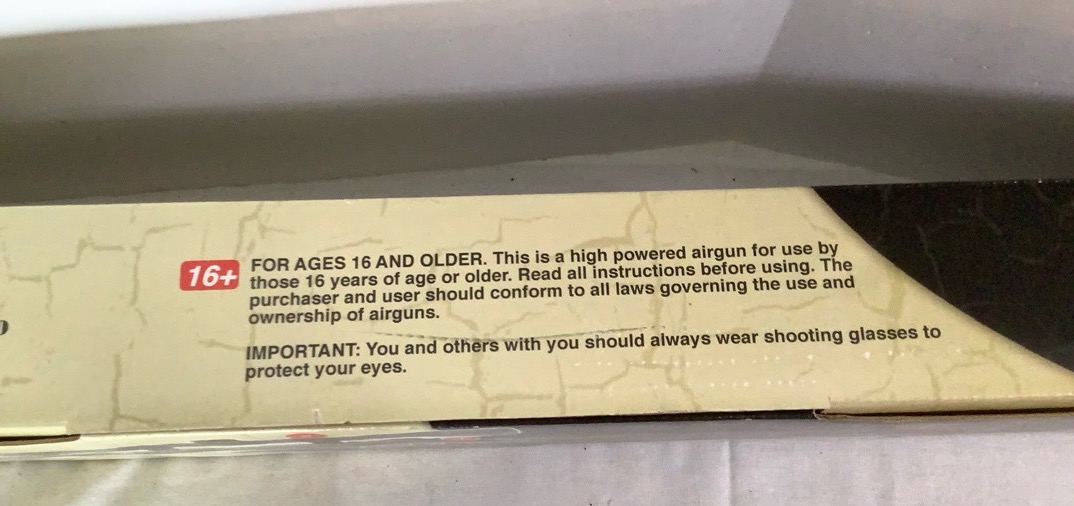 16+
FOR AGES 16 AND OLDER. This is a high powered airgun for use by
those 16 years of age or older. Read all instructions before using. The
purchaser and user should conform to all laws governing the use and
ownership of airguns.
IMPORTANT: You and others with you should always wear shooting glasses to
protect your eyes.